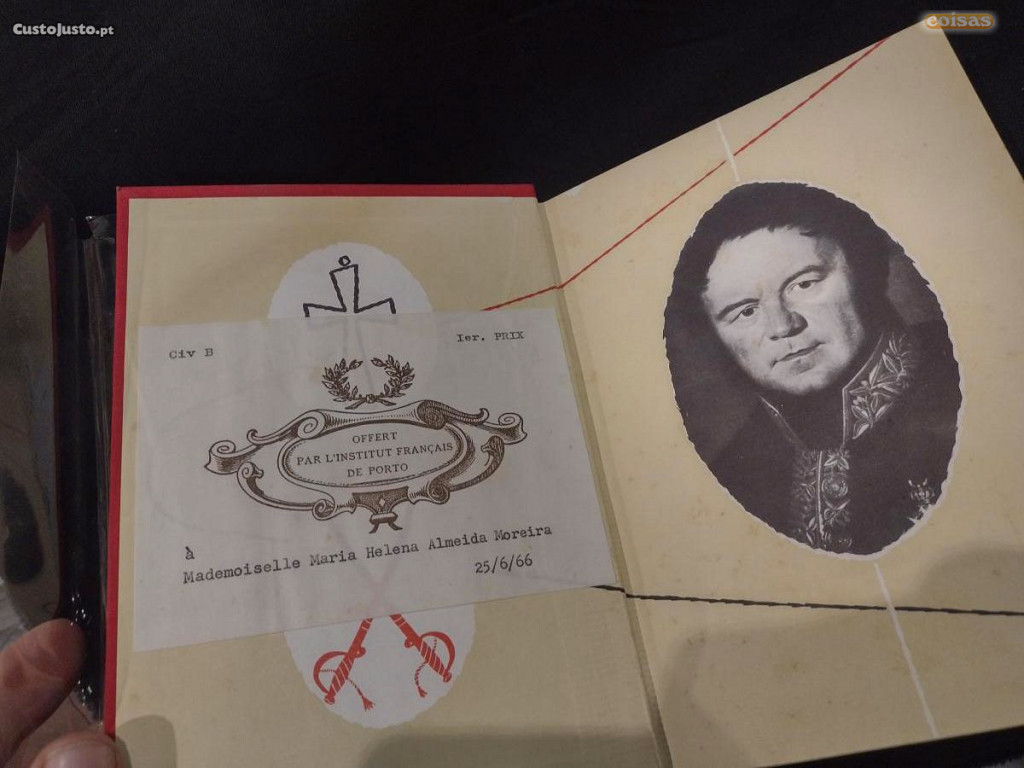 CustoJusto.pt
coisas
Civ B
Ier. PRIX
OFFERT
PAR L'INSTITUT FRANÇAIS
DE PORTO
à
Mademoiselle Maria Helena Almeida Moreira
25/6/66